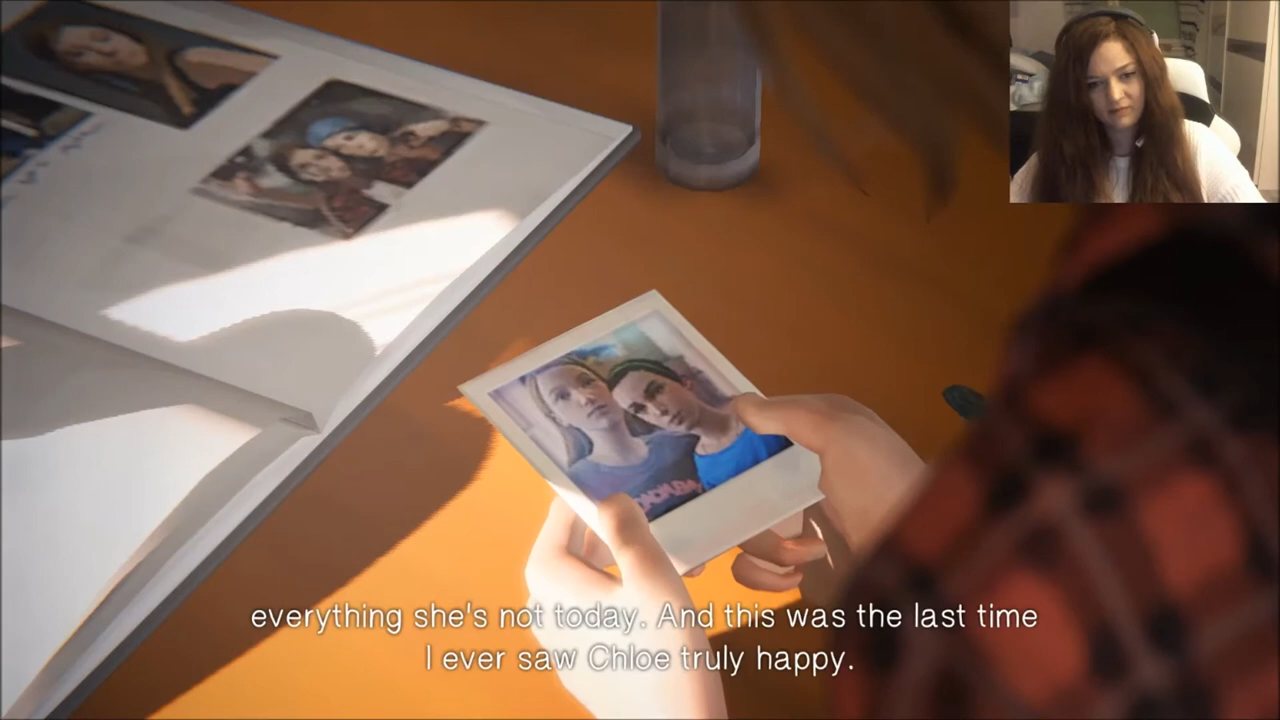 everything she's not today. And this was the last time
I ever saw Chloe truly happy.